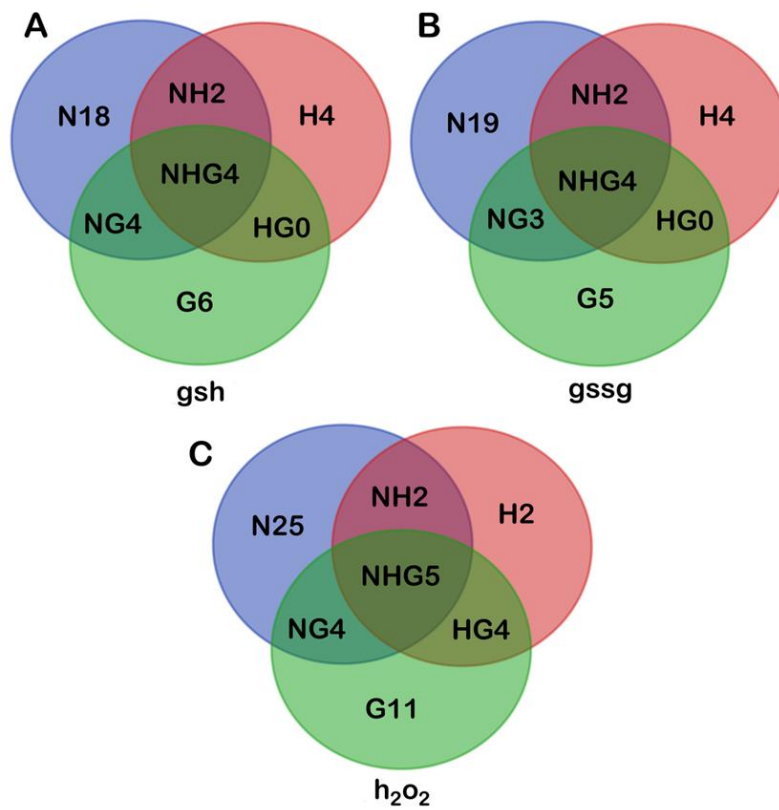 A
N18
NH2
H4
NHG4
NG4
HG0
G6
gsh
B
N19
NH2
H4
NHG4
NG3
HG0
G5
gssg
C
N25
NH2
H2
NHG5
NG4
HG4
G11
h₂o₂